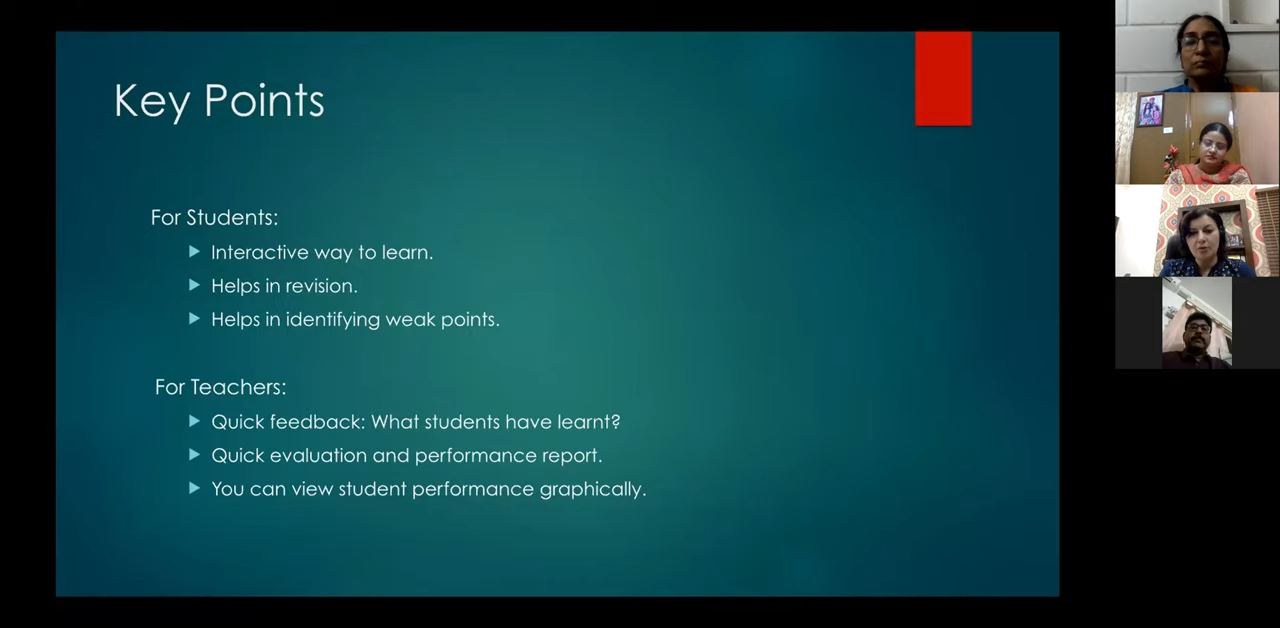 Key Points
For Students:
Interactive way to learn.
Helps in revision.
Helps in identifying weak points.
For Teachers:
Quick feedback: What students have learnt?
Quick evaluation and performance report.
You can view student performance graphically.